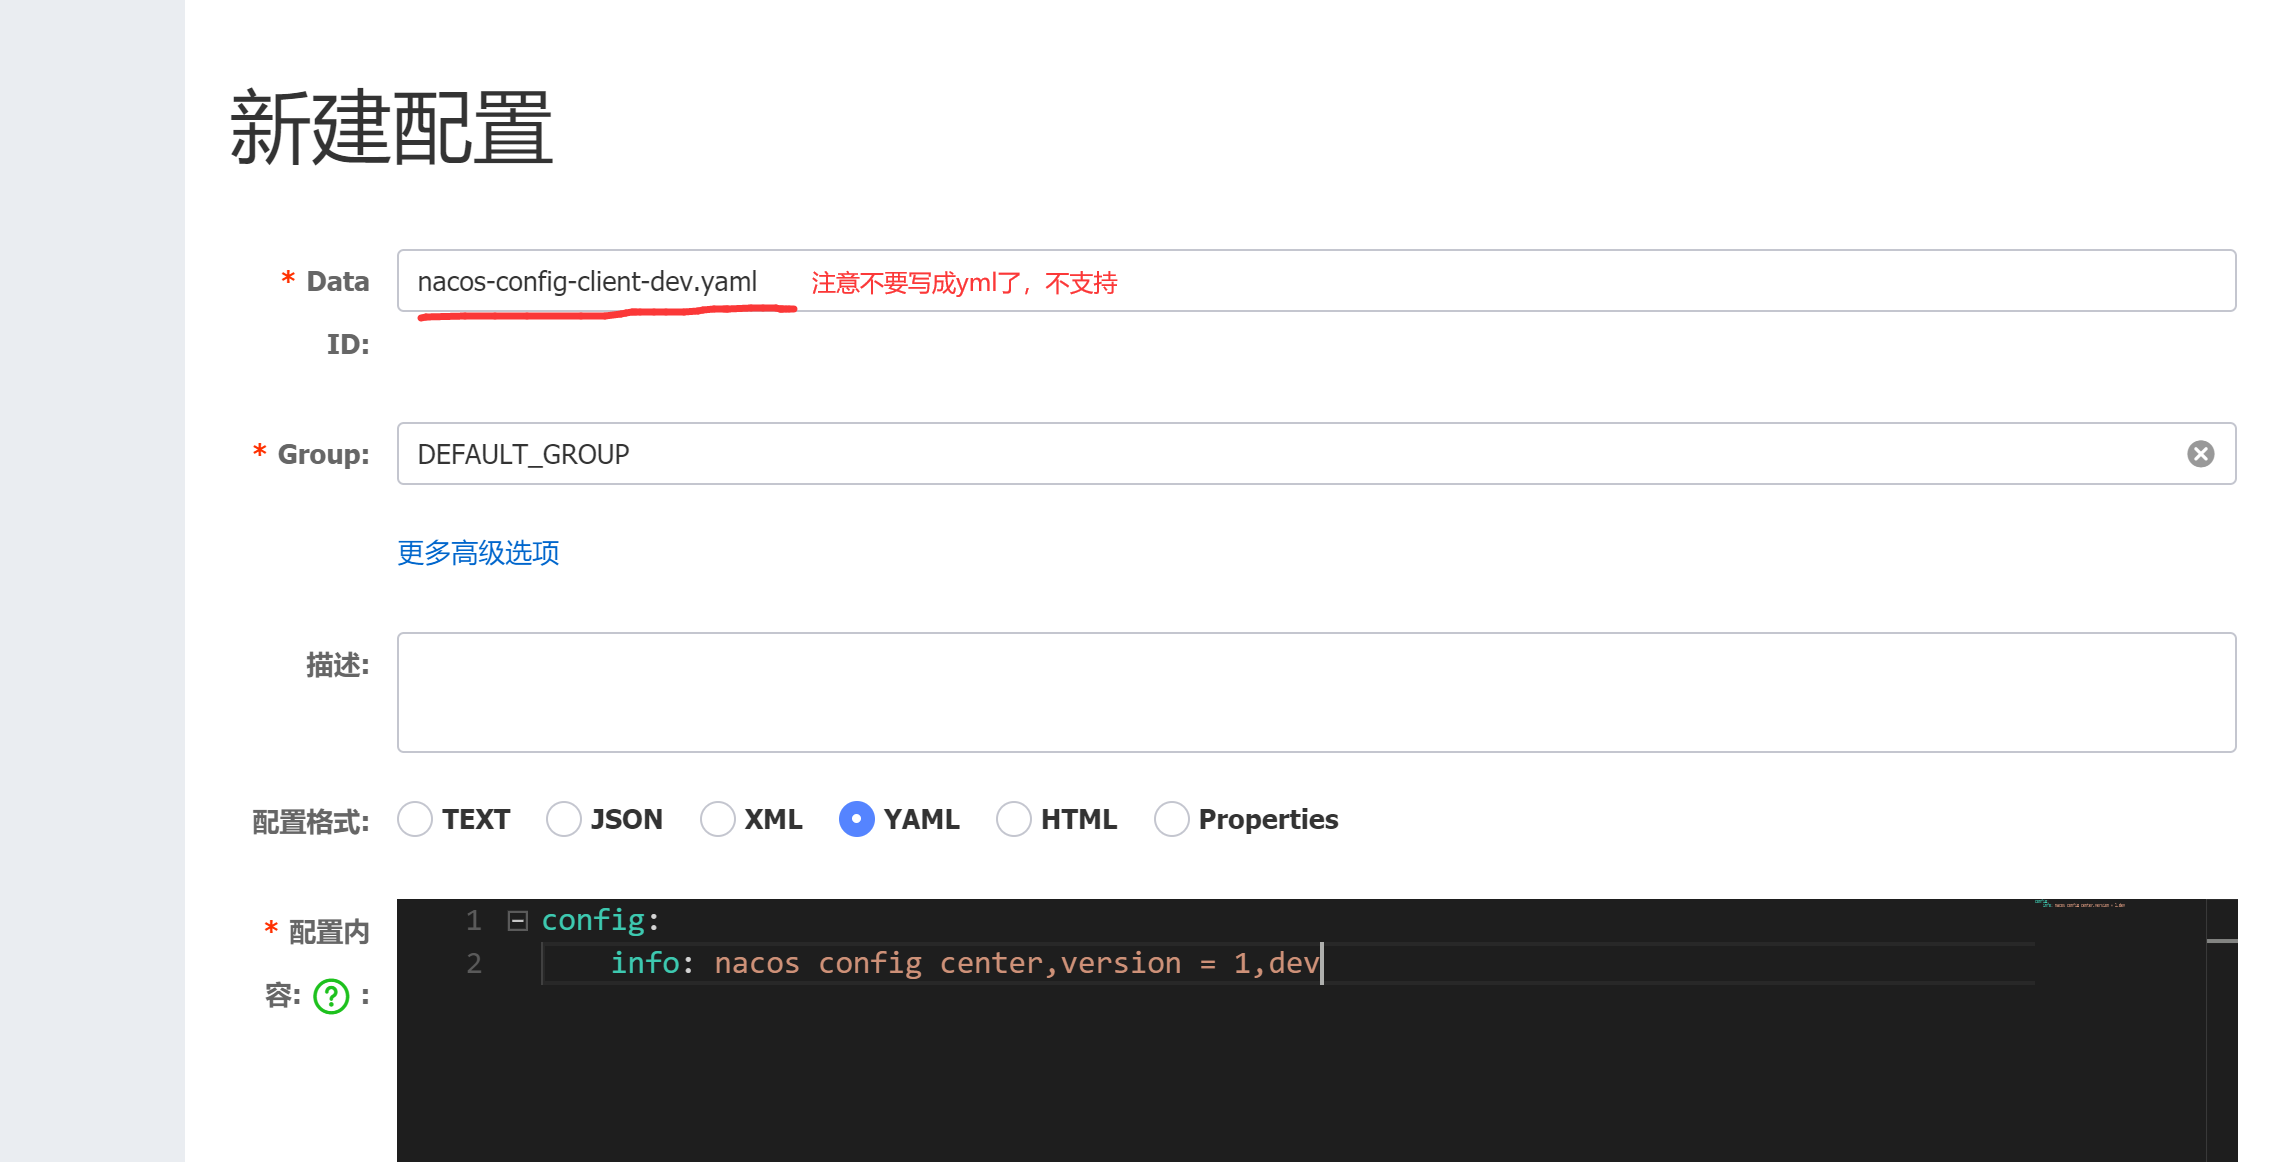 新建配置
* Data ID:
nacos-config-client-dev.yaml 注意不要写成yml了，不支持
* Group: DEFAULT_GROUP
更多高级选项
描述:
配置格式: TEXT JSON XML YAML HTML Properties
* 配置内容: ? :
1 config:
2 info: nacos config center,version = 1,dev